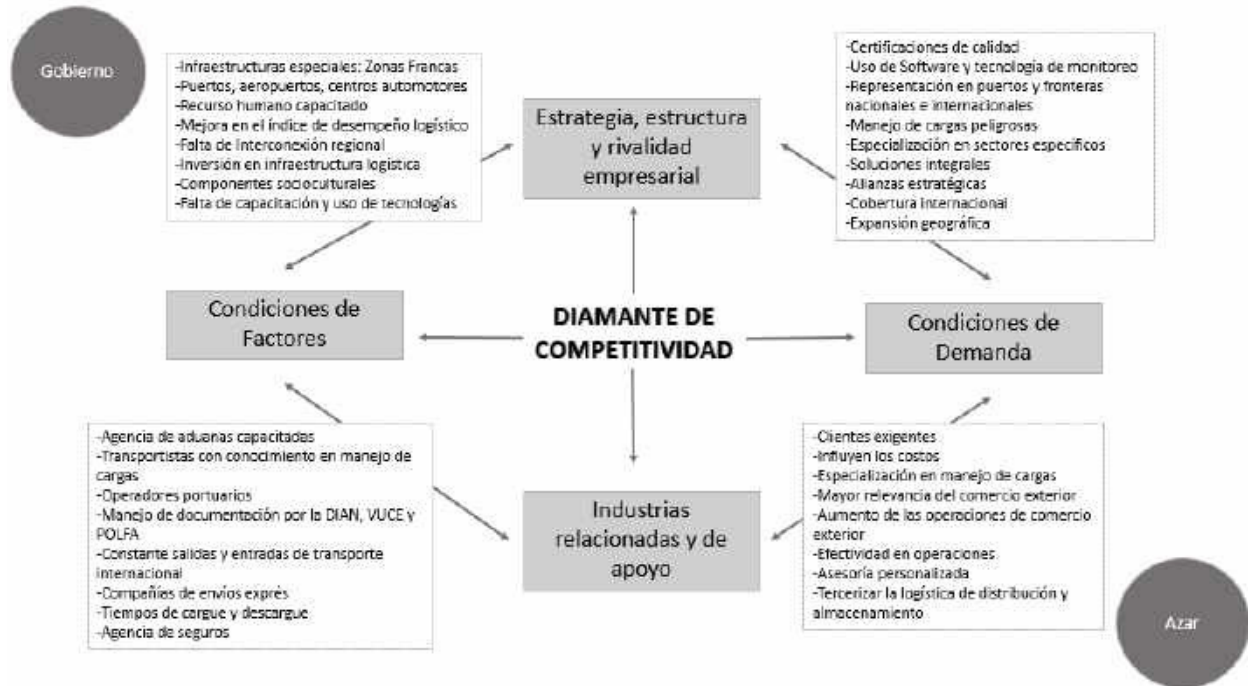 Gobierno
-Infraestructuras especiales: Zonas Francas
-Puertos, aeropuertos, centros automotores
-Recurso humano capacitado
-Mejora en el índice de desempeño logístico
-Falta de Interconexión regional
-Inversión en infraestructura logística
-Componentes socioculturales
-Falta de capacitación y uso de tecnologías
Estrategia, estructura
y rivalidad
empresarial
-Certificaciones de calidad
-Uso de Software y tecnología de monitoreo
-Representación en puertos y fronteras
nacionales e internacionales
-Manejo de cargas peligrosas
-Especialización en sectores específicos
-Soluciones integrales
-Alianzas estratégicas
-Cobertura internacional
-Expansión geográfica
Condiciones de
Factores
DIAMANTE DE
COMPETITIVIDAD
Condiciones de
Demanda
-Agencia de aduanas capacitadas
-Transportistas con conocimiento en manejo de
cargas
-Operadores portuarios
-Manejo de documentación por la DIAN, VUCE y
POLFA
-Constante salidas y entradas de transporte
internacional
-Compañías de envíos exprés
-Tiempos de cargue y descargue
-Agencia de seguros
Industrias
relacionadas y de
apoyo
-Clientes exigentes
-Influyen los costos
-Especialización en manejo de cargas
-Mayor relevancia del comercio exterior
-Aumento de las operaciones de comercio
exterior
-Efectividad en operaciones
-Asesoría personalizada
-Tercerizar la logística de distribución y
almacenamiento
Azar